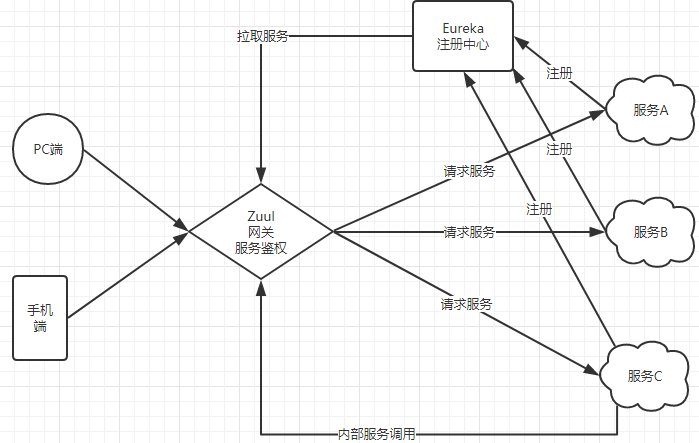 Eureka
注册中心
拉取服务
注册
服务A
PC端
注册
请求服务
注册
Zuul
网关
服务鉴权
请求服务
服务B
手机
端
请求服务
服务C
内部服务调用